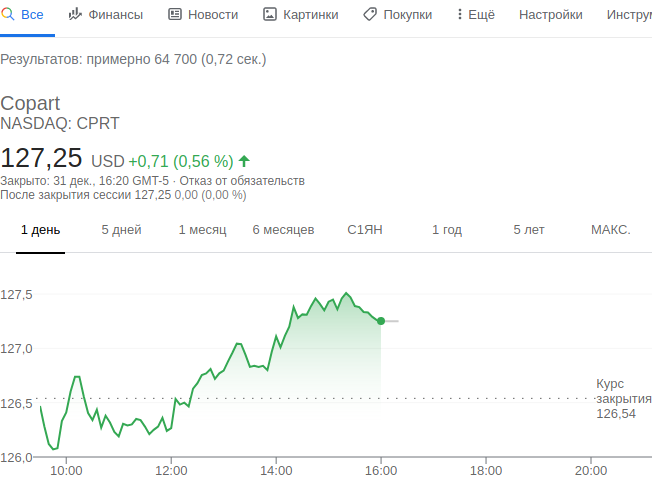 Все Финансы Новости Картинки Покупки Ещё Настройки
Результатов: примерно 64 700 (0,72 сек.)
Copart
NASDAQ: CPRT
127,25 USD +0,71 (0,56 %)
Закрыто: 31 дек., 16:20 GMT-5 · Отказ от обязательств
После закрытия сессии 127,25 0,00 (0,00 %)
1 день 5 дней 1 месяц 6 месяцев С1ЯН 1 год 5 лет МАКС.
127,5
127,0
126,5
126,0
Курс
закрытия
126,54
10:00 12:00 14:00 16:00 18:00 20:00